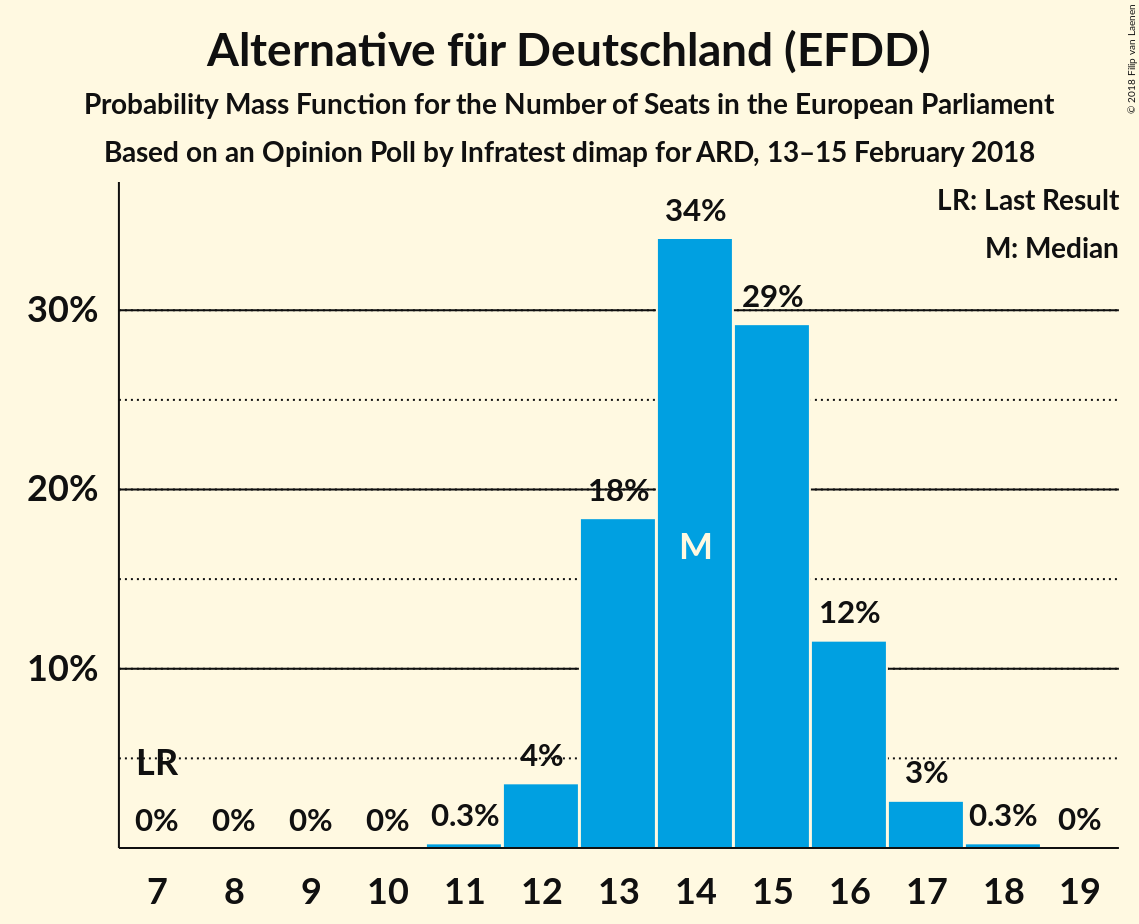 Alternative für Deutschland (EFDD)
Probability Mass Function for the Number of Seats in the European Parliament
Based on an Opinion Poll by Infratest dimap for ARD, 13–15 February 2018
© 2018 Filip van Laenen
LR: Last Result
M: Median
34%
29%
30%
18%
20%
M
12%
10%
LR
4%
3%
0%
0%
0%
0%
0.3%
0.3%
0%
7 8 9 10 11 12 13 14 15 16 17 18 19